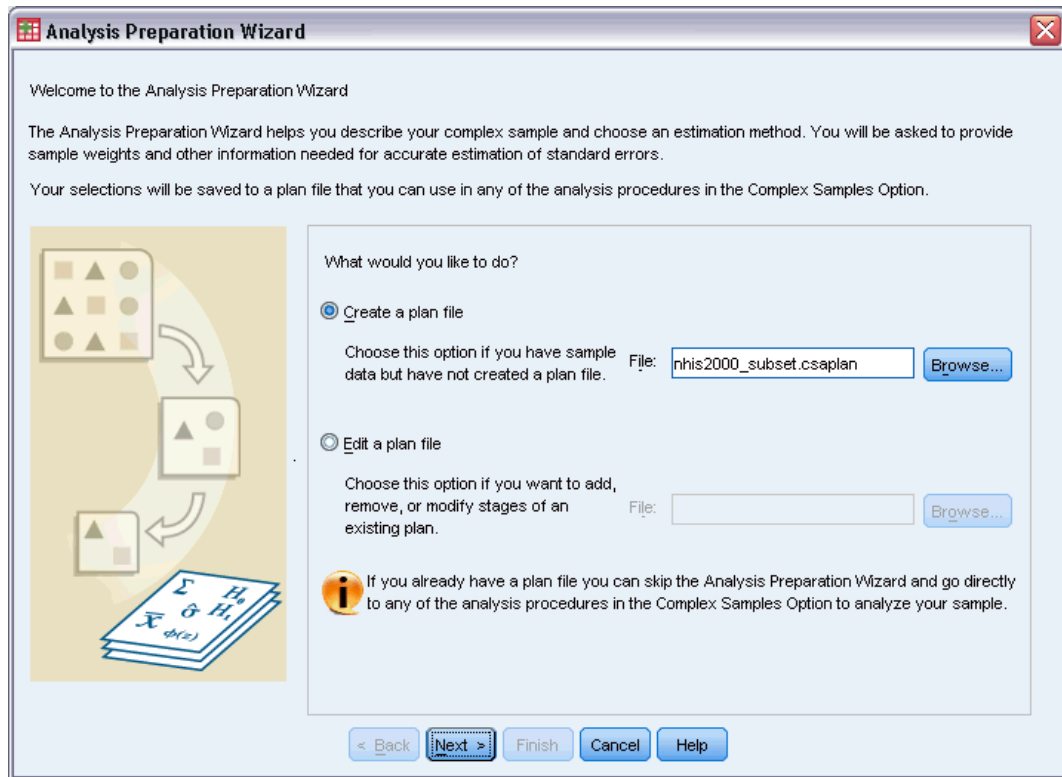 Analysis Preparation Wizard
Welcome to the Analysis Preparation Wizard
The Analysis Preparation Wizard helps you describe your complex sample and choose an estimation method. You will be asked to provide
sample weights and other information needed for accurate estimation of standard errors.
Your selections will be saved to a plan file that you can use in any of the analysis procedures in the Complex Samples Option.
What would you like to do?
Create a plan file
Choose this option if you have sample
data but have not created a plan file.
File: nhis2000_subset.csaplan Browse...
Edit a plan file
Choose this option if you want to add,
remove, or modify stages of an
existing plan.
File: Browse...
If you already have a plan file you can skip the Analysis Preparation Wizard and go directly
to any of the analysis procedures in the Complex Samples Option to analyze your sample.
Σ H₀
x̄ σ̂ H₁
φ(z)
< Back Next > Finish Cancel Help